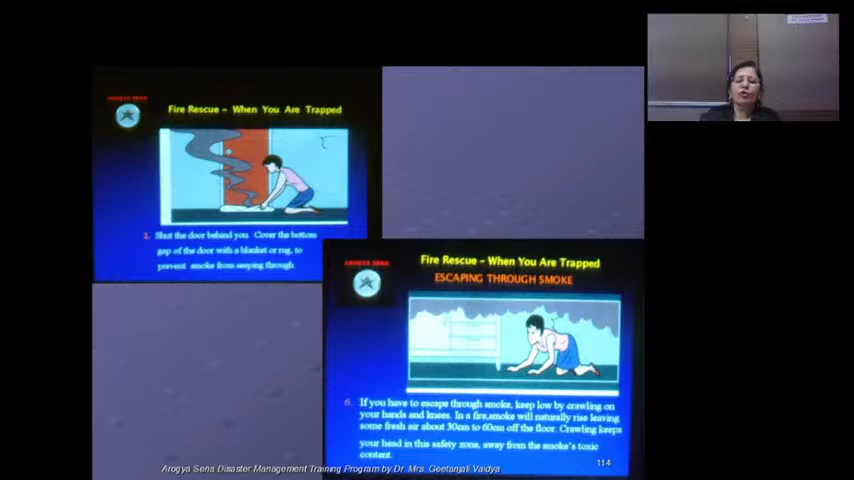 AROGYA SENA
Fire Rescue - When You Are Trapped
2. Shut the door behind you. Cover the bottom
gap of the door with a blanket or rug, to
prevent smoke from seeping through.
AROGYA SENA
Fire Rescue - When You Are Trapped
ESCAPING THROUGH SMOKE
6. If you have to escape through smoke, keep low by crawling on
your hands and knees. In a fire,smoke will naturally rise leaving
some fresh air about 30cm to 60cm off the floor. Crawling keeps
your head in this safety zone, away from the smoke's toxic
content.
Arogya Sena Disaster Management Training Program by Dr. Mrs. Geetanjali Vaidya
114